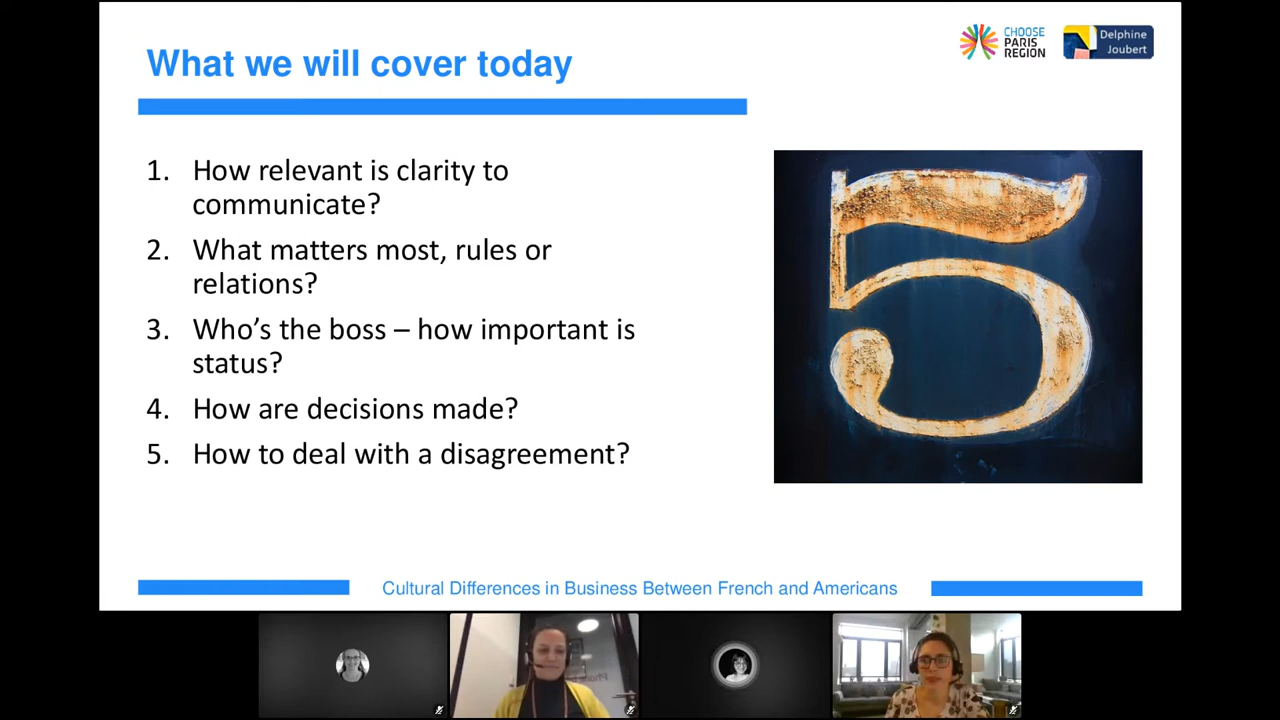 What we will cover today
CHOOSE
PARIS
REGION
Delphine
Joubert
1. How relevant is clarity to
communicate?
2. What matters most, rules or
relations?
3. Who’s the boss – how important is
status?
4. How are decisions made?
5. How to deal with a disagreement?
5
Cultural Differences in Business Between French and Americans